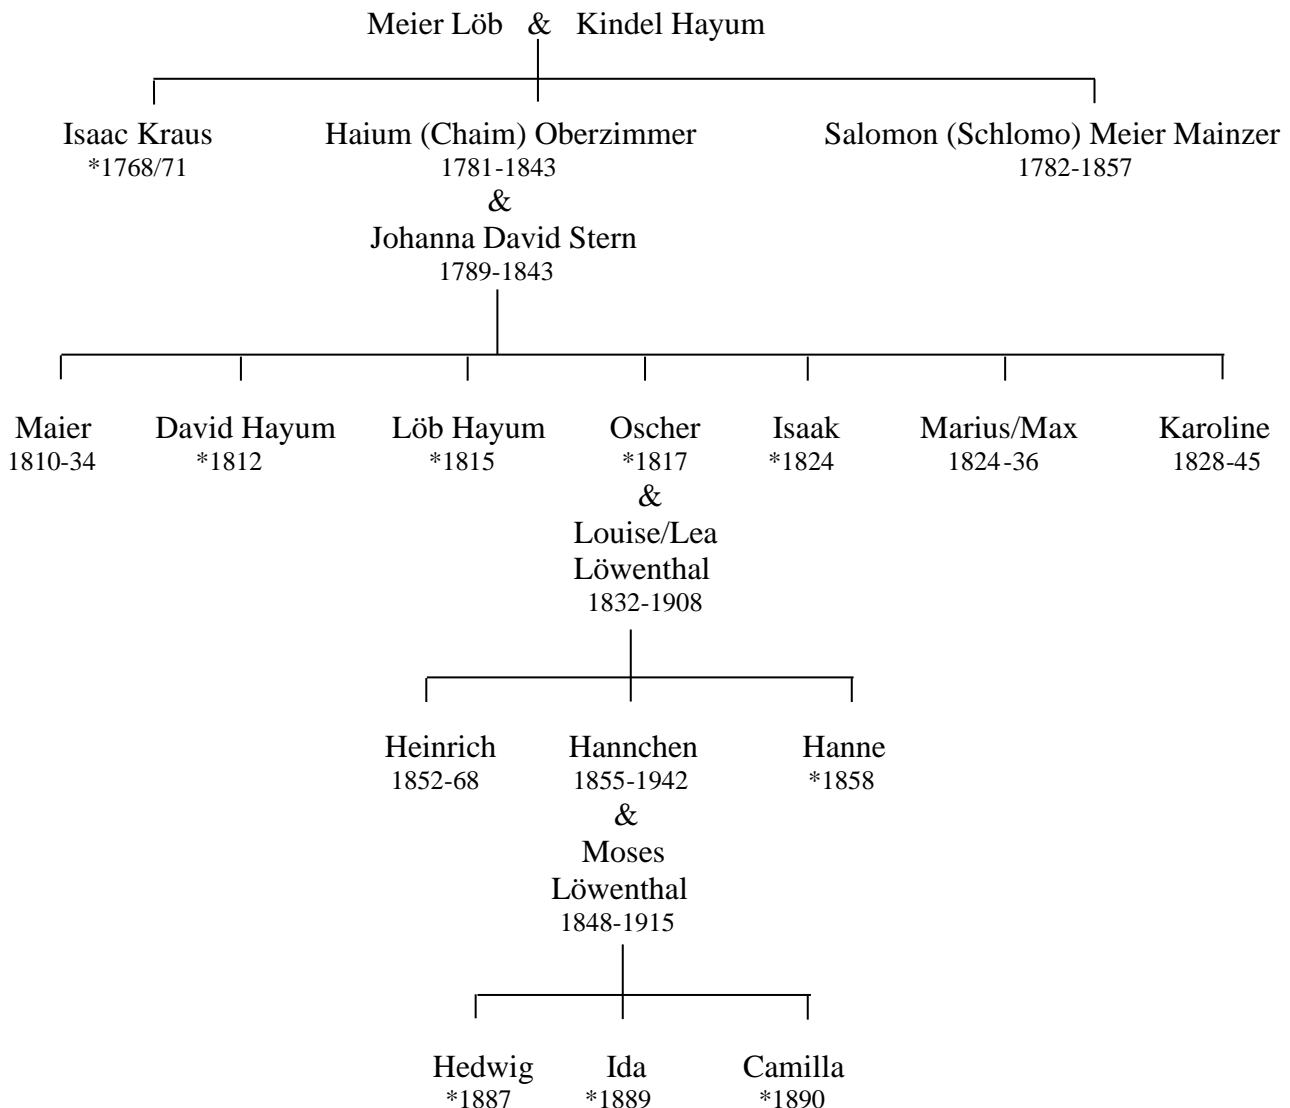 Meier Löb & Kindel Hayum
Isaac Kraus Haium (Chaim) Oberzimmer Salomon (Schlomo) Meier Mainzer
*1768/71 1781-1843 1782-1857
&
Johanna David Stern
1789-1843
Maier David Hayum Löb Hayum Oscher Isaak Marius/Max Karoline
1810-34 *1812 *1815 *1817 *1824 1824-36 1828-45
&
Louise/Lea
Löwenthal
1832-1908
Heinrich Hannchen Hanne
1852-68 1855-1942 *1858
&
Moses
Löwenthal
1848-1915
Hedwig Ida Camilla
*1887 *1889 *1890